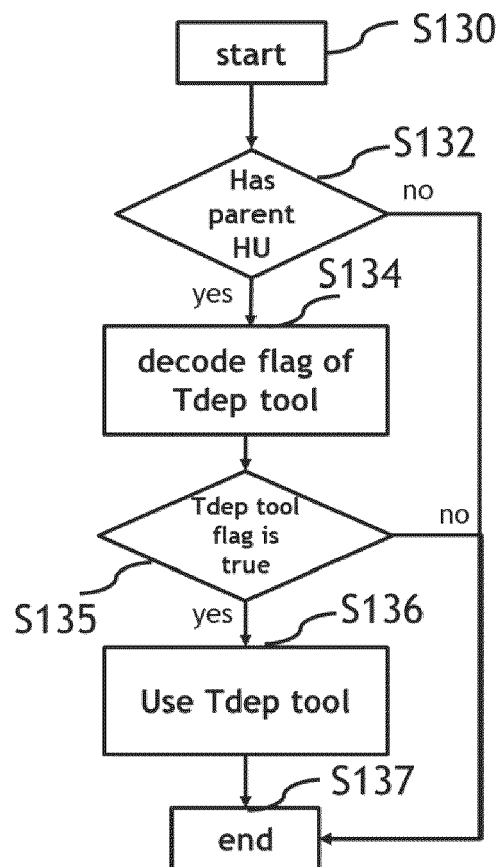 start
S130
S132
Has
parent
HU
no
yes
S134
decode flag of
Tdep tool
Tdep tool
flag is
true
no
S135
yes
S136
Use Tdep tool
S137
end